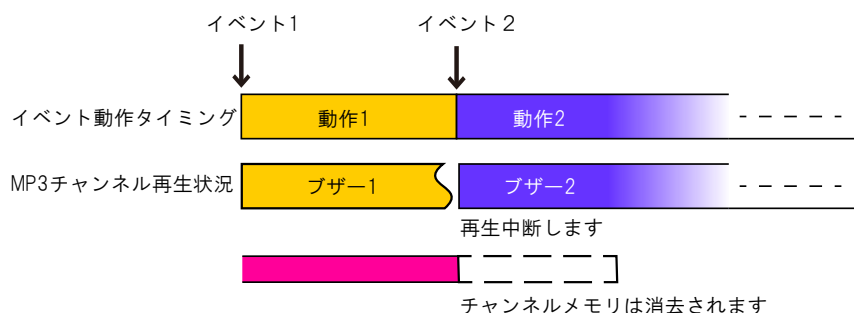 イベント1
イベント2
イベント動作タイミング
動作1
動作2
MP3チャンネル再生状況
ブザー1
ブザー2
再生中断します
チャンネルメモリは消去されます